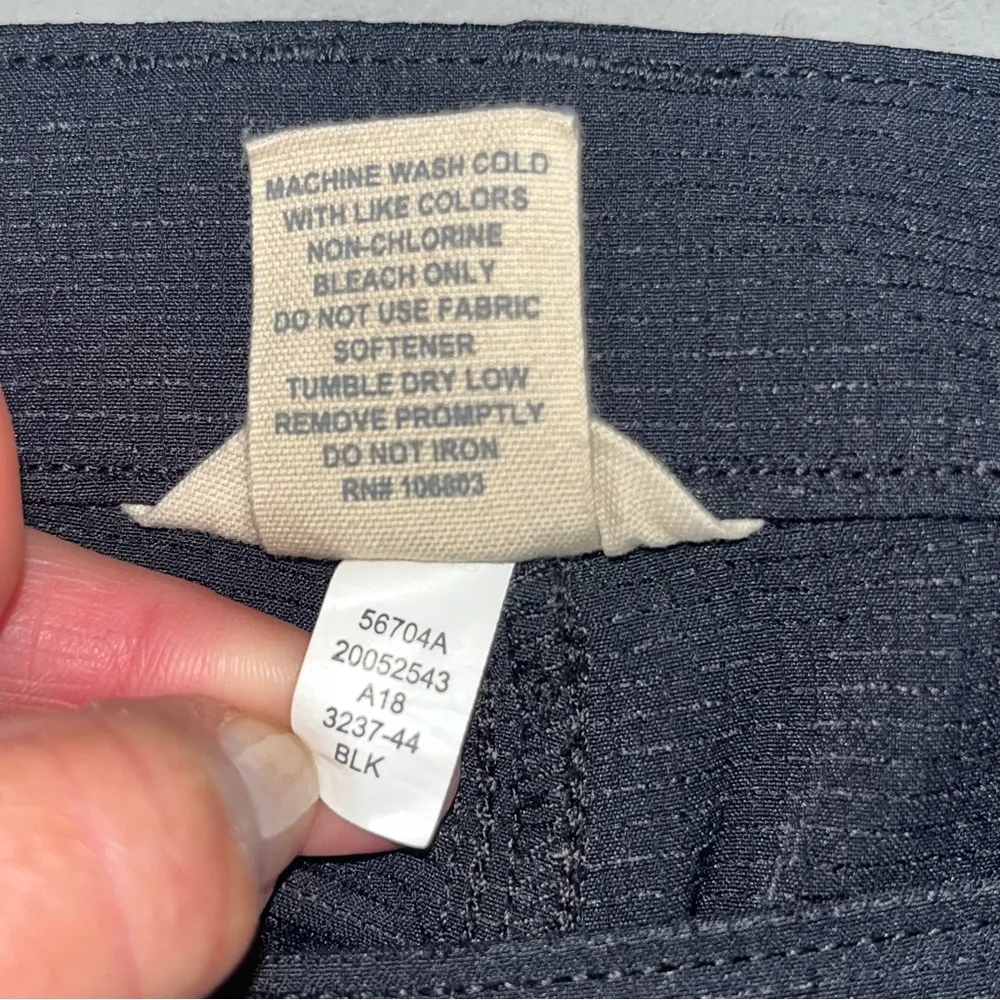 MACHINE WASH COLD
WITH LIKE COLORS
NON-CHLORINE
BLEACH ONLY
DO NOT USE FABRIC
SOFTENER
TUMBLE DRY LOW
REMOVE PROMPTLY
DO NOT IRON
RN# 106803
56704A
20052543
A18
3237-44
BLK